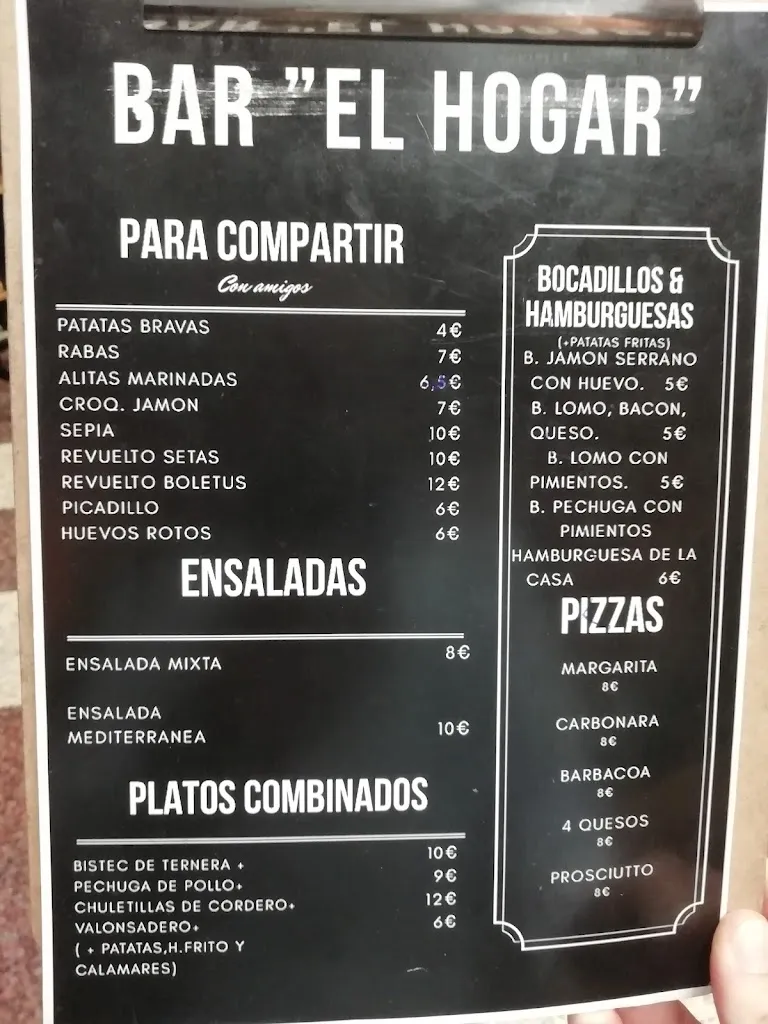 BAR "EL HOGAR"
PARA COMPARTIR
Con amigos
PATATAS BRAVAS 4€
RABAS 7€
ALITAS MARINADAS 6,5€
CROQ. JAMON 7€
SEPIA 10€
REVUELTO SETAS 10€
REVUELTO BOLETUS 12€
PICADILLO 6€
HUEVOS ROTOS 6€
ENSALADAS
ENSALADA MIXTA 8€
ENSALADA
MEDITERRANEA 10€
PLATOS COMBINADOS
BISTEC DE TERNERA + 10€
PECHUGA DE POLLO+ 9€
CHULETILLAS DE CORDERO+ 12€
VALONSADERO+ 6€
( + PATATAS,H.FRITO Y
CALAMARES)
BOCADILLOS &
HAMBURGUESAS
(+PATATAS FRITAS)
B. JAMON SERRANO
CON HUEVO. 5€
B. LOMO, BACON,
QUESO. 5€
B. LOMO CON
PIMIENTOS. 5€
B. PECHUGA CON
PIMIENTOS
HAMBURGUESA DE LA
CASA 6€
PIZZAS
MARGARITA
8€
CARBONARA
8€
BARBACOA
8€
4 QUESOS
8€
PROSCIUTTO
8€